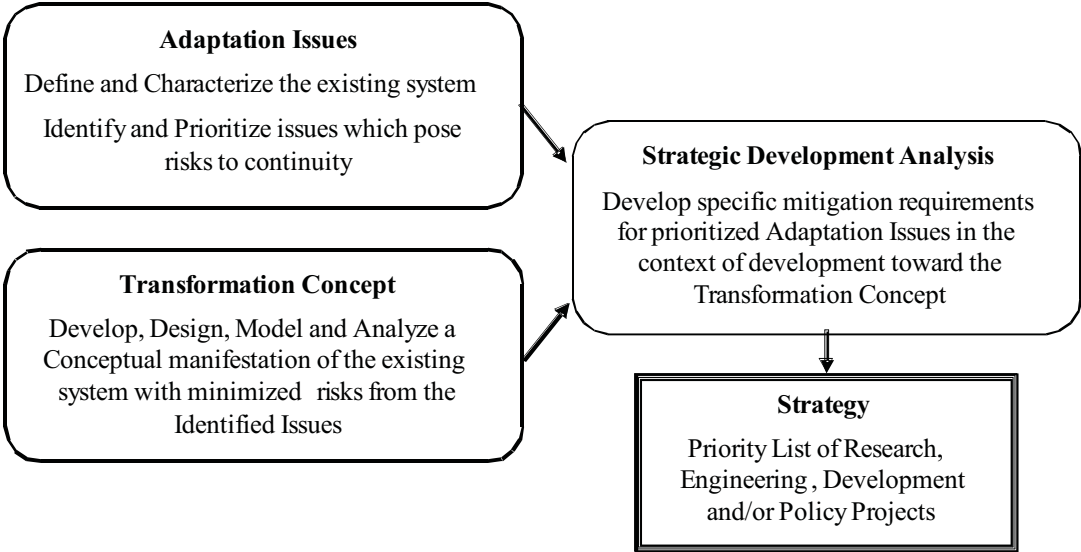 Adaptation Issues
Define and Characterize the existing system
Identify and Prioritize issues which pose
risks to continuity
Transformation Concept
Develop, Design, Model and Analyze a
Conceptual manifestation of the existing
system with minimized risks from the
Identified Issues
Strategic Development Analysis
Develop specific mitigation requirements
for prioritized Adaptation Issues in the
context of development toward the
Transformation Concept
Strategy
Priority List of Research,
Engineering , Development
and/or Policy Projects